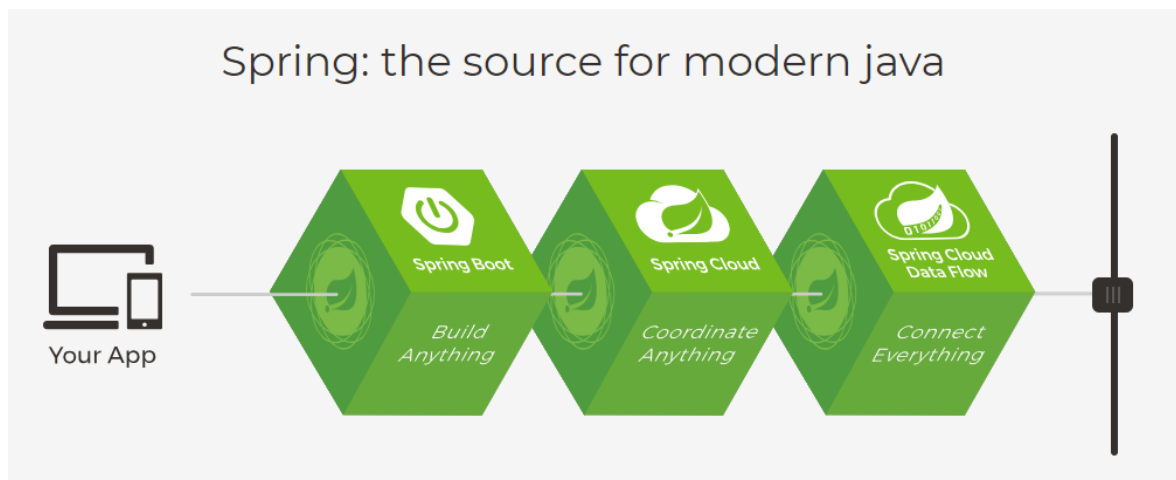 Spring: the source for modern java
Spring Boot
Build
Anything
Spring Cloud
Coordinate
Anything
Spring Cloud
Data Flow
Connect
Everything
Your App